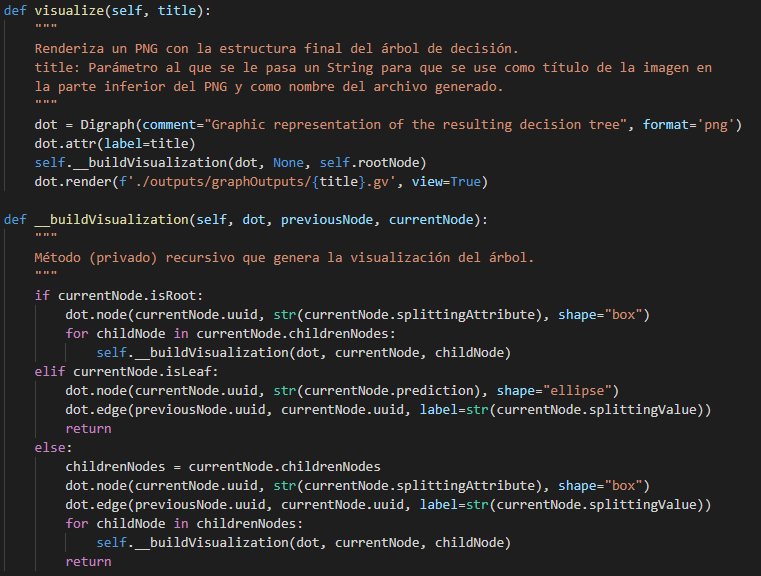 def visualize(self, title):
    """
    Renderiza un PNG con la estructura final del árbol de decisión.
    title: Parámetro al que se le pasa un String para que se use como título de la imagen en
    la parte inferior del PNG y como nombre del archivo generado.
    """
    dot = Digraph(comment="Graphic representation of the resulting decision tree", format='png')
    dot.attr(label=title)
    self.__buildVisualization(dot, None, self.rootNode)
    dot.render(f'./outputs/graphOutputs/{title}.gv', view=True)

def __buildVisualization(self, dot, previousNode, currentNode):
    """
    Método (privado) recursivo que genera la visualización del árbol.
    """
    if currentNode.isRoot:
        dot.node(currentNode.uuid, str(currentNode.splittingAttribute), shape="box")
        for childNode in currentNode.childrenNodes:
            self.__buildVisualization(dot, currentNode, childNode)
    elif currentNode.isLeaf:
        dot.node(currentNode.uuid, str(currentNode.prediction), shape="ellipse")
        dot.edge(previousNode.uuid, currentNode.uuid, label=str(currentNode.splittingValue))
        return
    else:
        childrenNodes = currentNode.childrenNodes
        dot.node(currentNode.uuid, str(currentNode.splittingAttribute), shape="box")
        dot.edge(previousNode.uuid, currentNode.uuid, label=str(currentNode.splittingValue))
        for childNode in childrenNodes:
            self.__buildVisualization(dot, currentNode, childNode)
        return